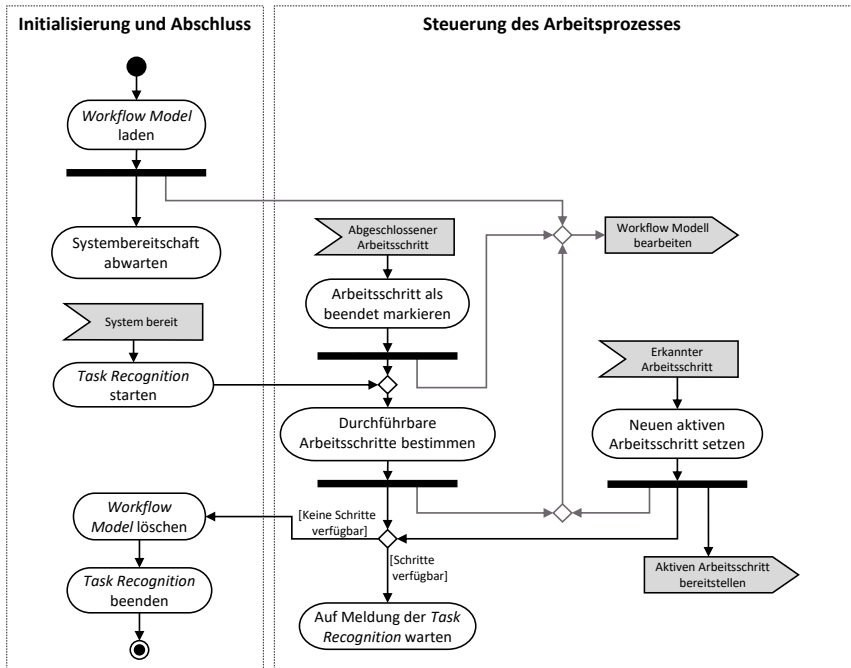 Initialisierung und Abschluss
Steuerung des Arbeitsprozesses
Workflow Model
laden
Systembereitschaft
abwarten
System bereit
Task Recognition
starten
Workflow
Model löschen
Task Recognition
beenden
Abgeschlossener
Arbeitsschritt
Arbeitsschritt als
beendet markieren
Durchführbare
Arbeitsschritte bestimmen
[Keine Schritte
verfügbar]
[Schritte
verfügbar]
Auf Meldung der Task
Recognition warten
Workflow Modell
bearbeiten
Erkannter
Arbeitsschritt
Neuen aktiven
Arbeitsschritt setzen
Aktiven Arbeitsschritt
bereitstellen